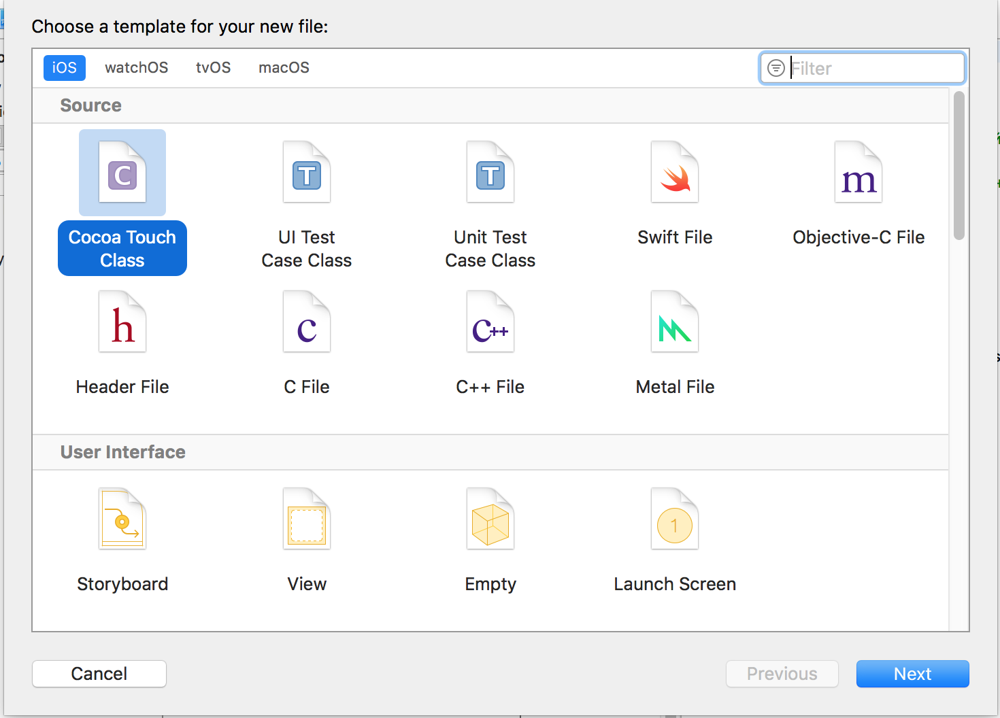 Choose a template for your new file:
iOS watchOS tvOS macOS Filter
Source
C T T m
Cocoa Touch Class
UI Test Case Class
Unit Test Case Class
Swift File
Objective-C File
h c C++
Header File
C File
C++ File
Metal File
User Interface
1
Storyboard
View
Empty
Launch Screen
Cancel Previous Next